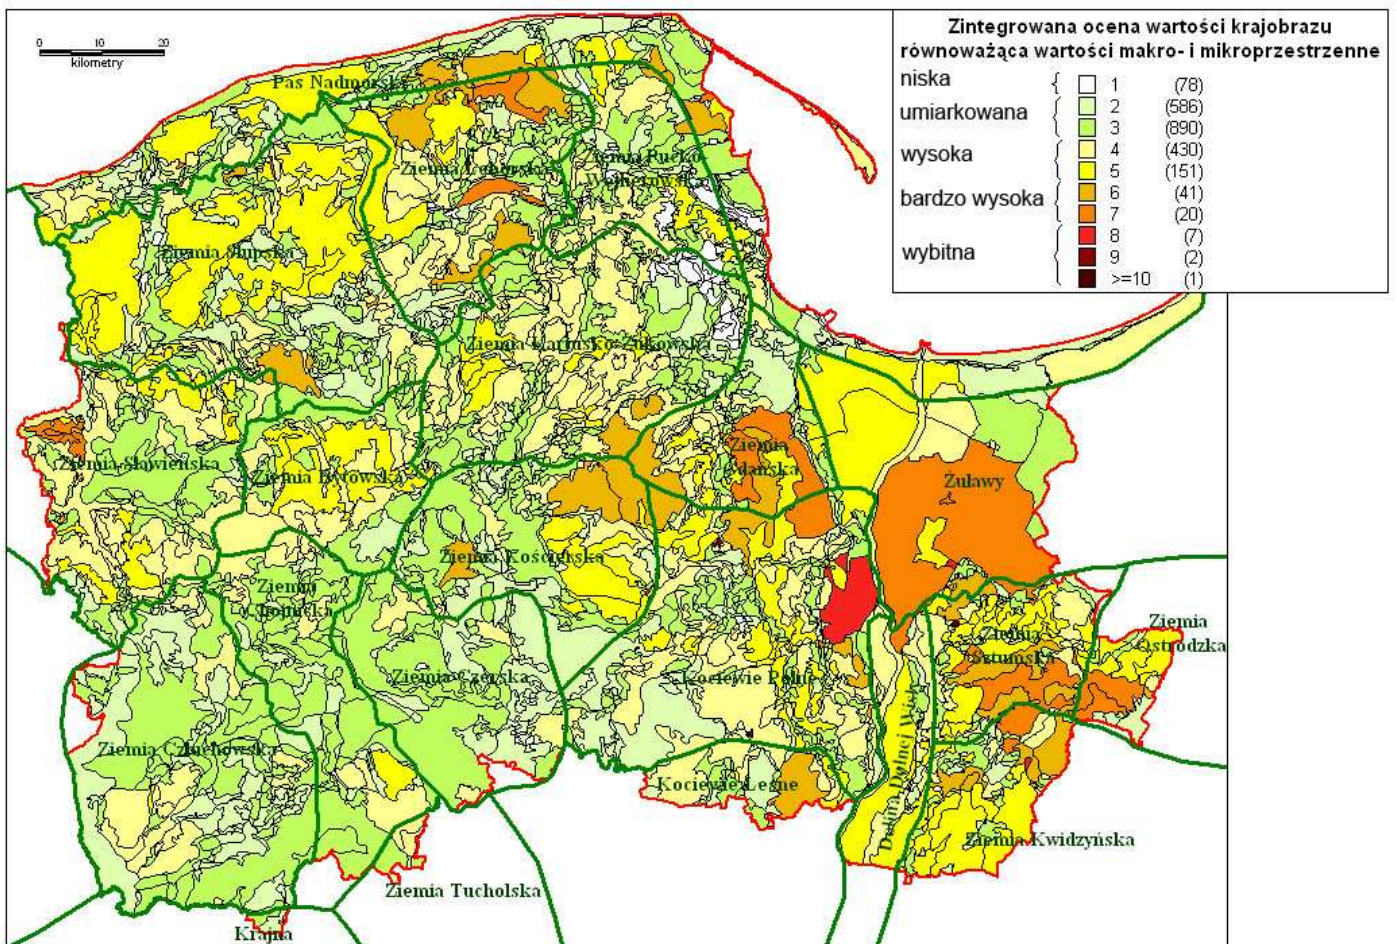 Zintegrowana ocena wartości krajobrazu
równoważąca wartości makro- i mikroprzestrzenne
niska { 1 (78)
umiarkowana { 2 (586)
3 (890)
wysoka { 4 (430)
5 (151)
bardzo wysoka { 6 (41)
7 (20)
wybitna { 8 (7)
9 (2)
>=10 (1)
0 10 20
kilometry
Pas Nadmorski
Ziemia Lęborska
Ziemia Pucko-
Wejherowska
Ziemia Słupska
Ziemia Kartusko-Żukowska
Ziemia
Gdańska
Ziemia Sławieńska
Ziemia Bytowska
Żuławy
Ziemia Kościerska
Ziemia
Chojnicka
Ziemia
Ostródzka
Ziemia
Sztumska
Ziemia Czerska
Kociewie Polne
Dolina Dolnej Wisły
Ziemia Człuchowska
Kociewie Leśne
Ziemia Kwidzyńska
Ziemia Tucholska
Krajna